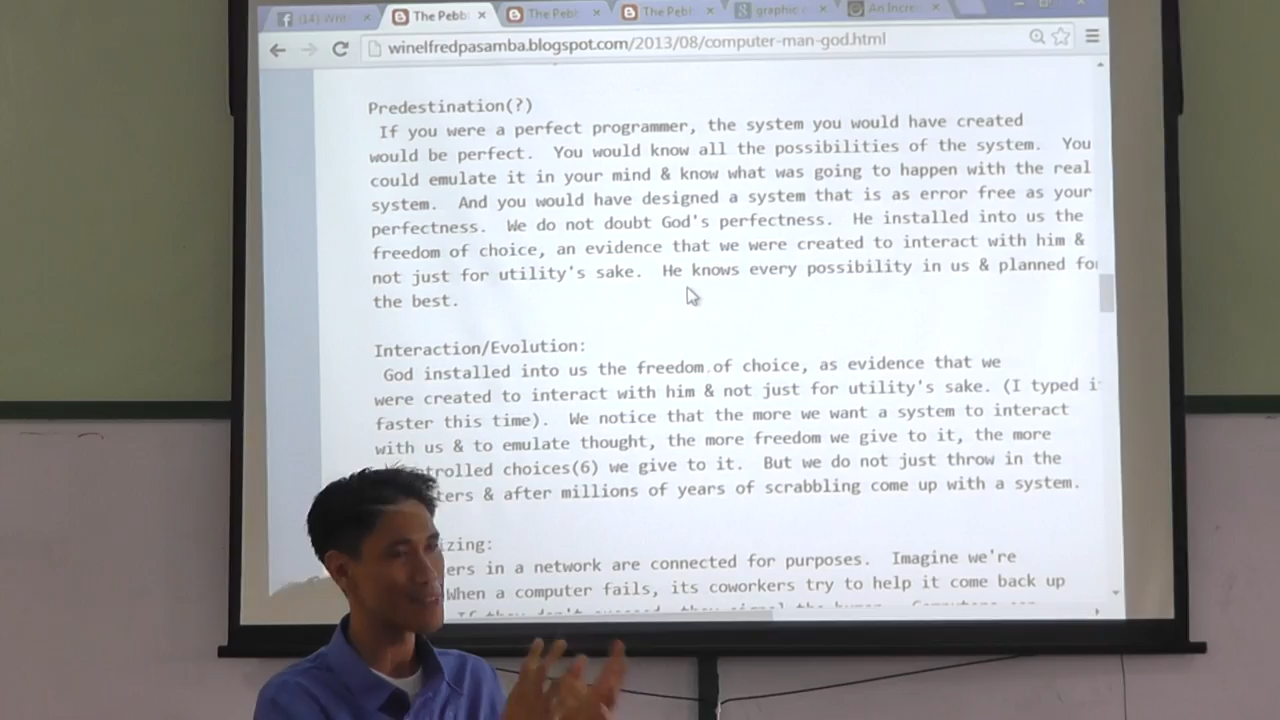 (14) Writ
The Pebb
The Pebb
The Pebb
graphic
An Incre
winelfredpasamba.blogspot.com/2013/08/computer-man-god.html
Predestination(?)
If you were a perfect programmer, the system you would have created
would be perfect. You would know all the possibilities of the system. You
could emulate it in your mind & know what was going to happen with the real
system. And you would have designed a system that is as error free as your
perfectness. We do not doubt God's perfectness. He installed into us the
freedom of choice, an evidence that we were created to interact with him &
not just for utility's sake. He knows every possibility in us & planned for
the best.
Interaction/Evolution:
God installed into us the freedom of choice, as evidence that we
were created to interact with him & not just for utility's sake. (I typed i
faster this time). We notice that the more we want a system to interact
with us & to emulate thought, the more freedom we give to it, the more
trolled choices(6) we give to it. But we do not just throw in the
ters & after millions of years of scrabbling come up with a system.
zing:
ers in a network are connected for purposes. Imagine we're
When a computer fails, its coworkers try to help it come back up